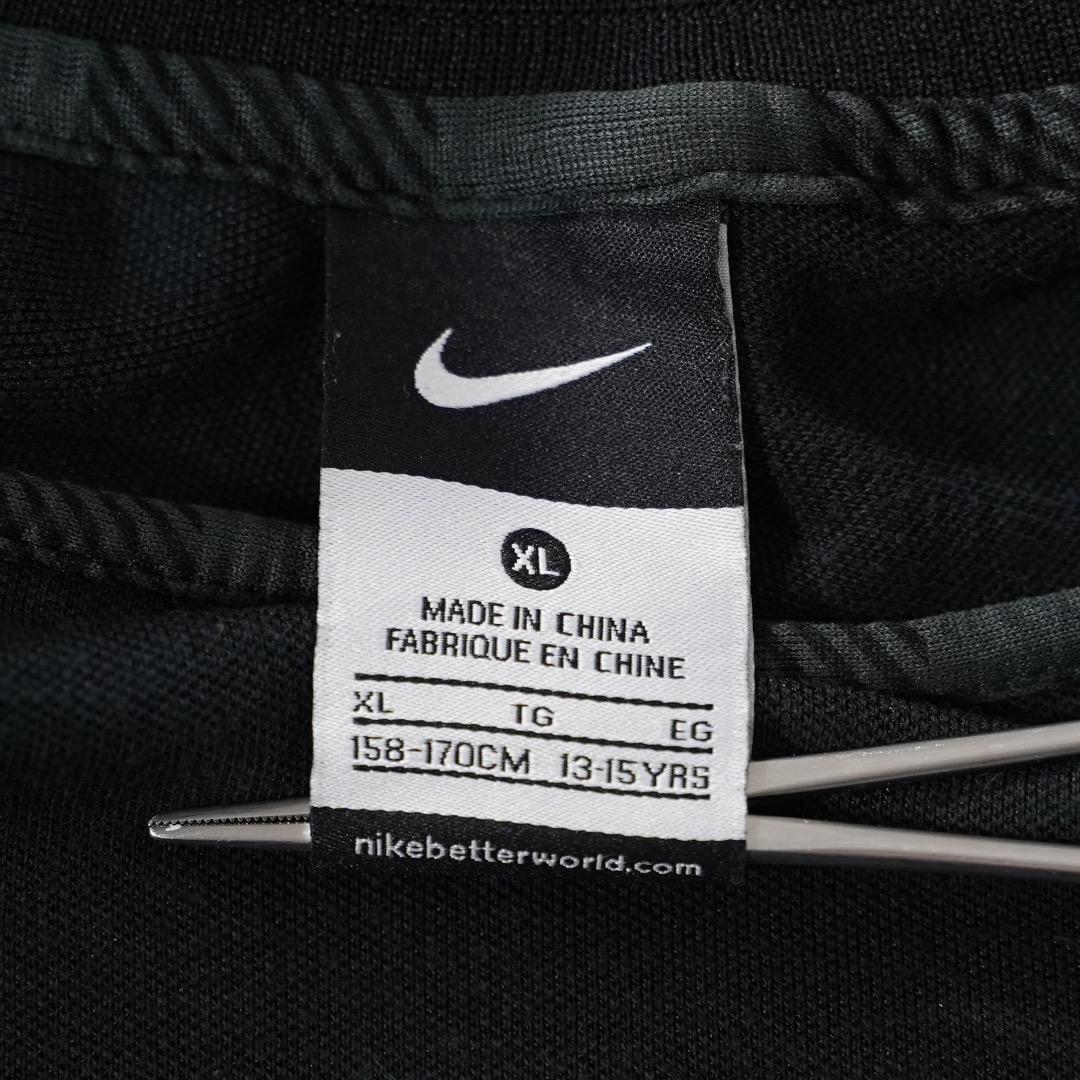 XL
MADE IN CHINA
FABRIQUE EN CHINE
XL TG EG
158-170CM 13-15YRS
nikebetterworld.com